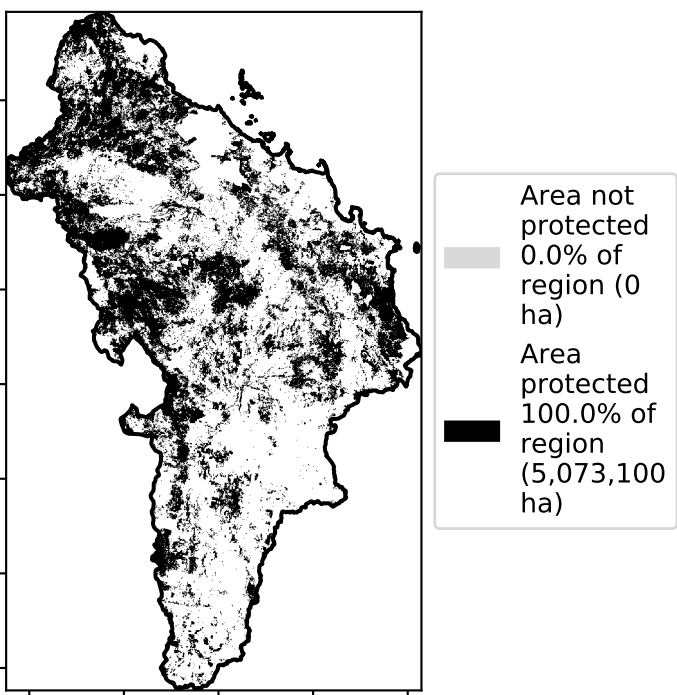 Area not
protected
0.0% of
region (0
ha)
Area
protected
100.0% of
region
(5,073,100
ha)